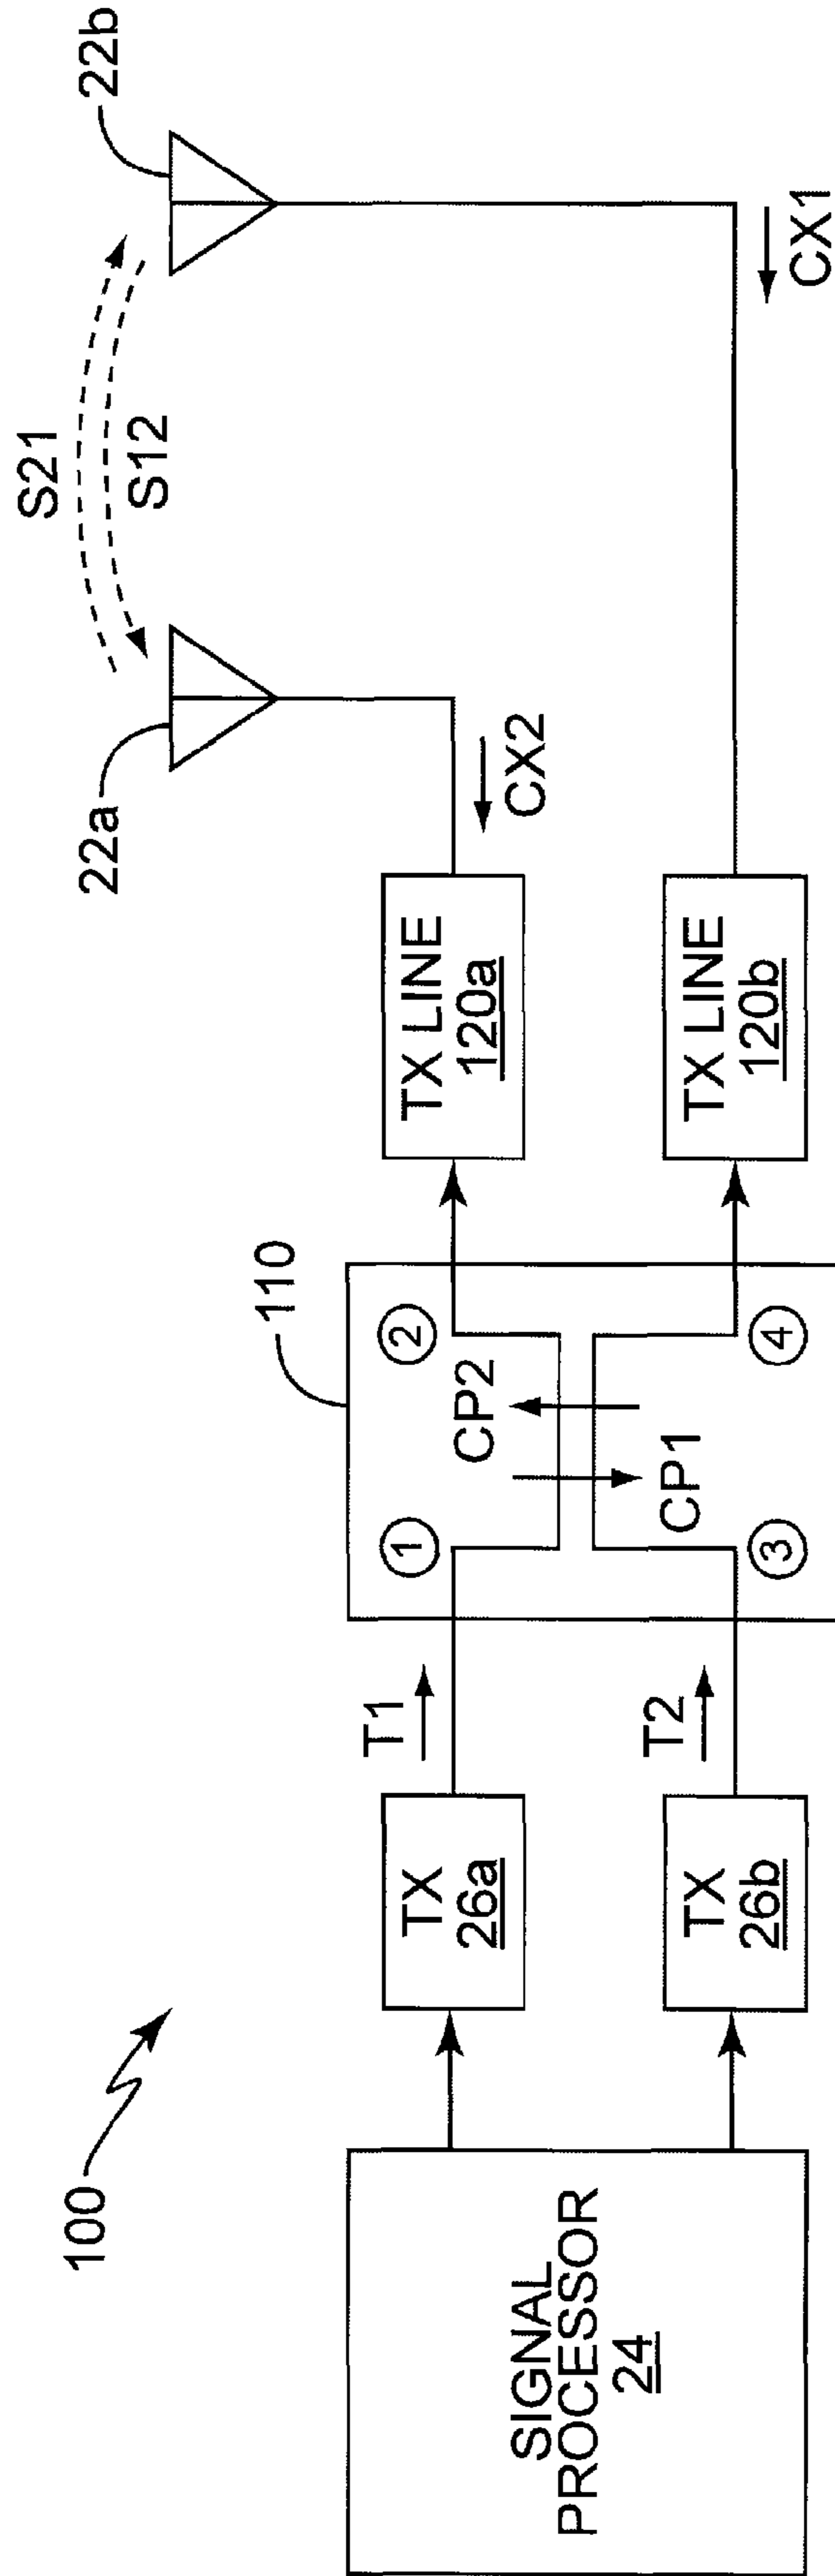 100
SIGNAL
PROCESSOR
24
TX
26a
TX
26b
T1
T2
110
1
2
3
4
CP1
CP2
TX LINE
120a
TX LINE
120b
CX2
CX1
22a
22b
S21
S12